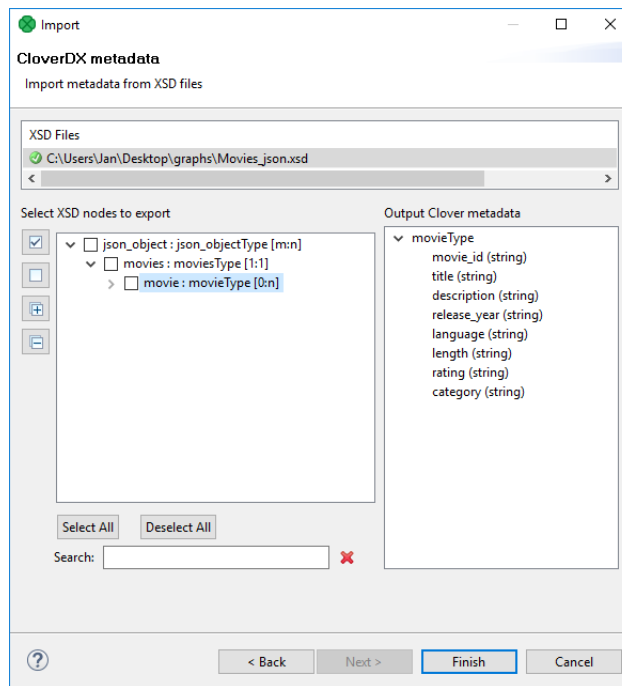 Import
CloverDX metadata
Import metadata from XSD files
XSD Files
C:\Users\Jan\Desktop\graphs\Movies_json.xsd
Select XSD nodes to export
json_object : json_objectType [m:n]
movies : moviesType [1:1]
movie : movieType [0:n]
Output Clover metadata
movieType
movie_id (string)
title (string)
description (string)
release_year (string)
language (string)
length (string)
rating (string)
category (string)
Select All Deselect All
Search:
? < Back Next > Finish Cancel